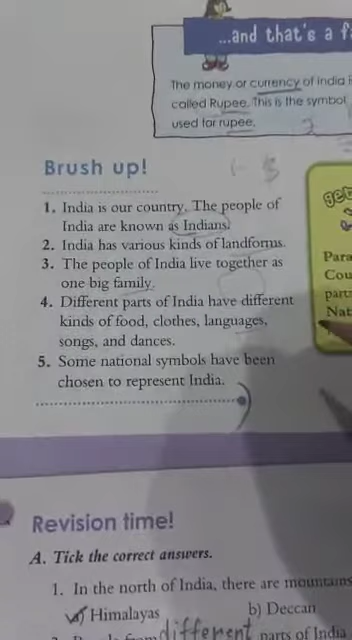 ...and that's a f
The money or currency of India i
called Rupee. This is the symbol
used for rupee.
Brush up!
1. India is our country. The people of
India are known as Indians.
2. India has various kinds of landforms.
3. The people of India live together as
one big family.
4. Different parts of India have different
kinds of food, clothes, languages,
songs, and dances.
5. Some national symbols have been
chosen to represent India.
get
Para
Cou
part
Nat
Revision time!
A. Tick the correct answers.
1. In the north of India, there are mountains
a) Himalayas b) Deccan
different parts of India